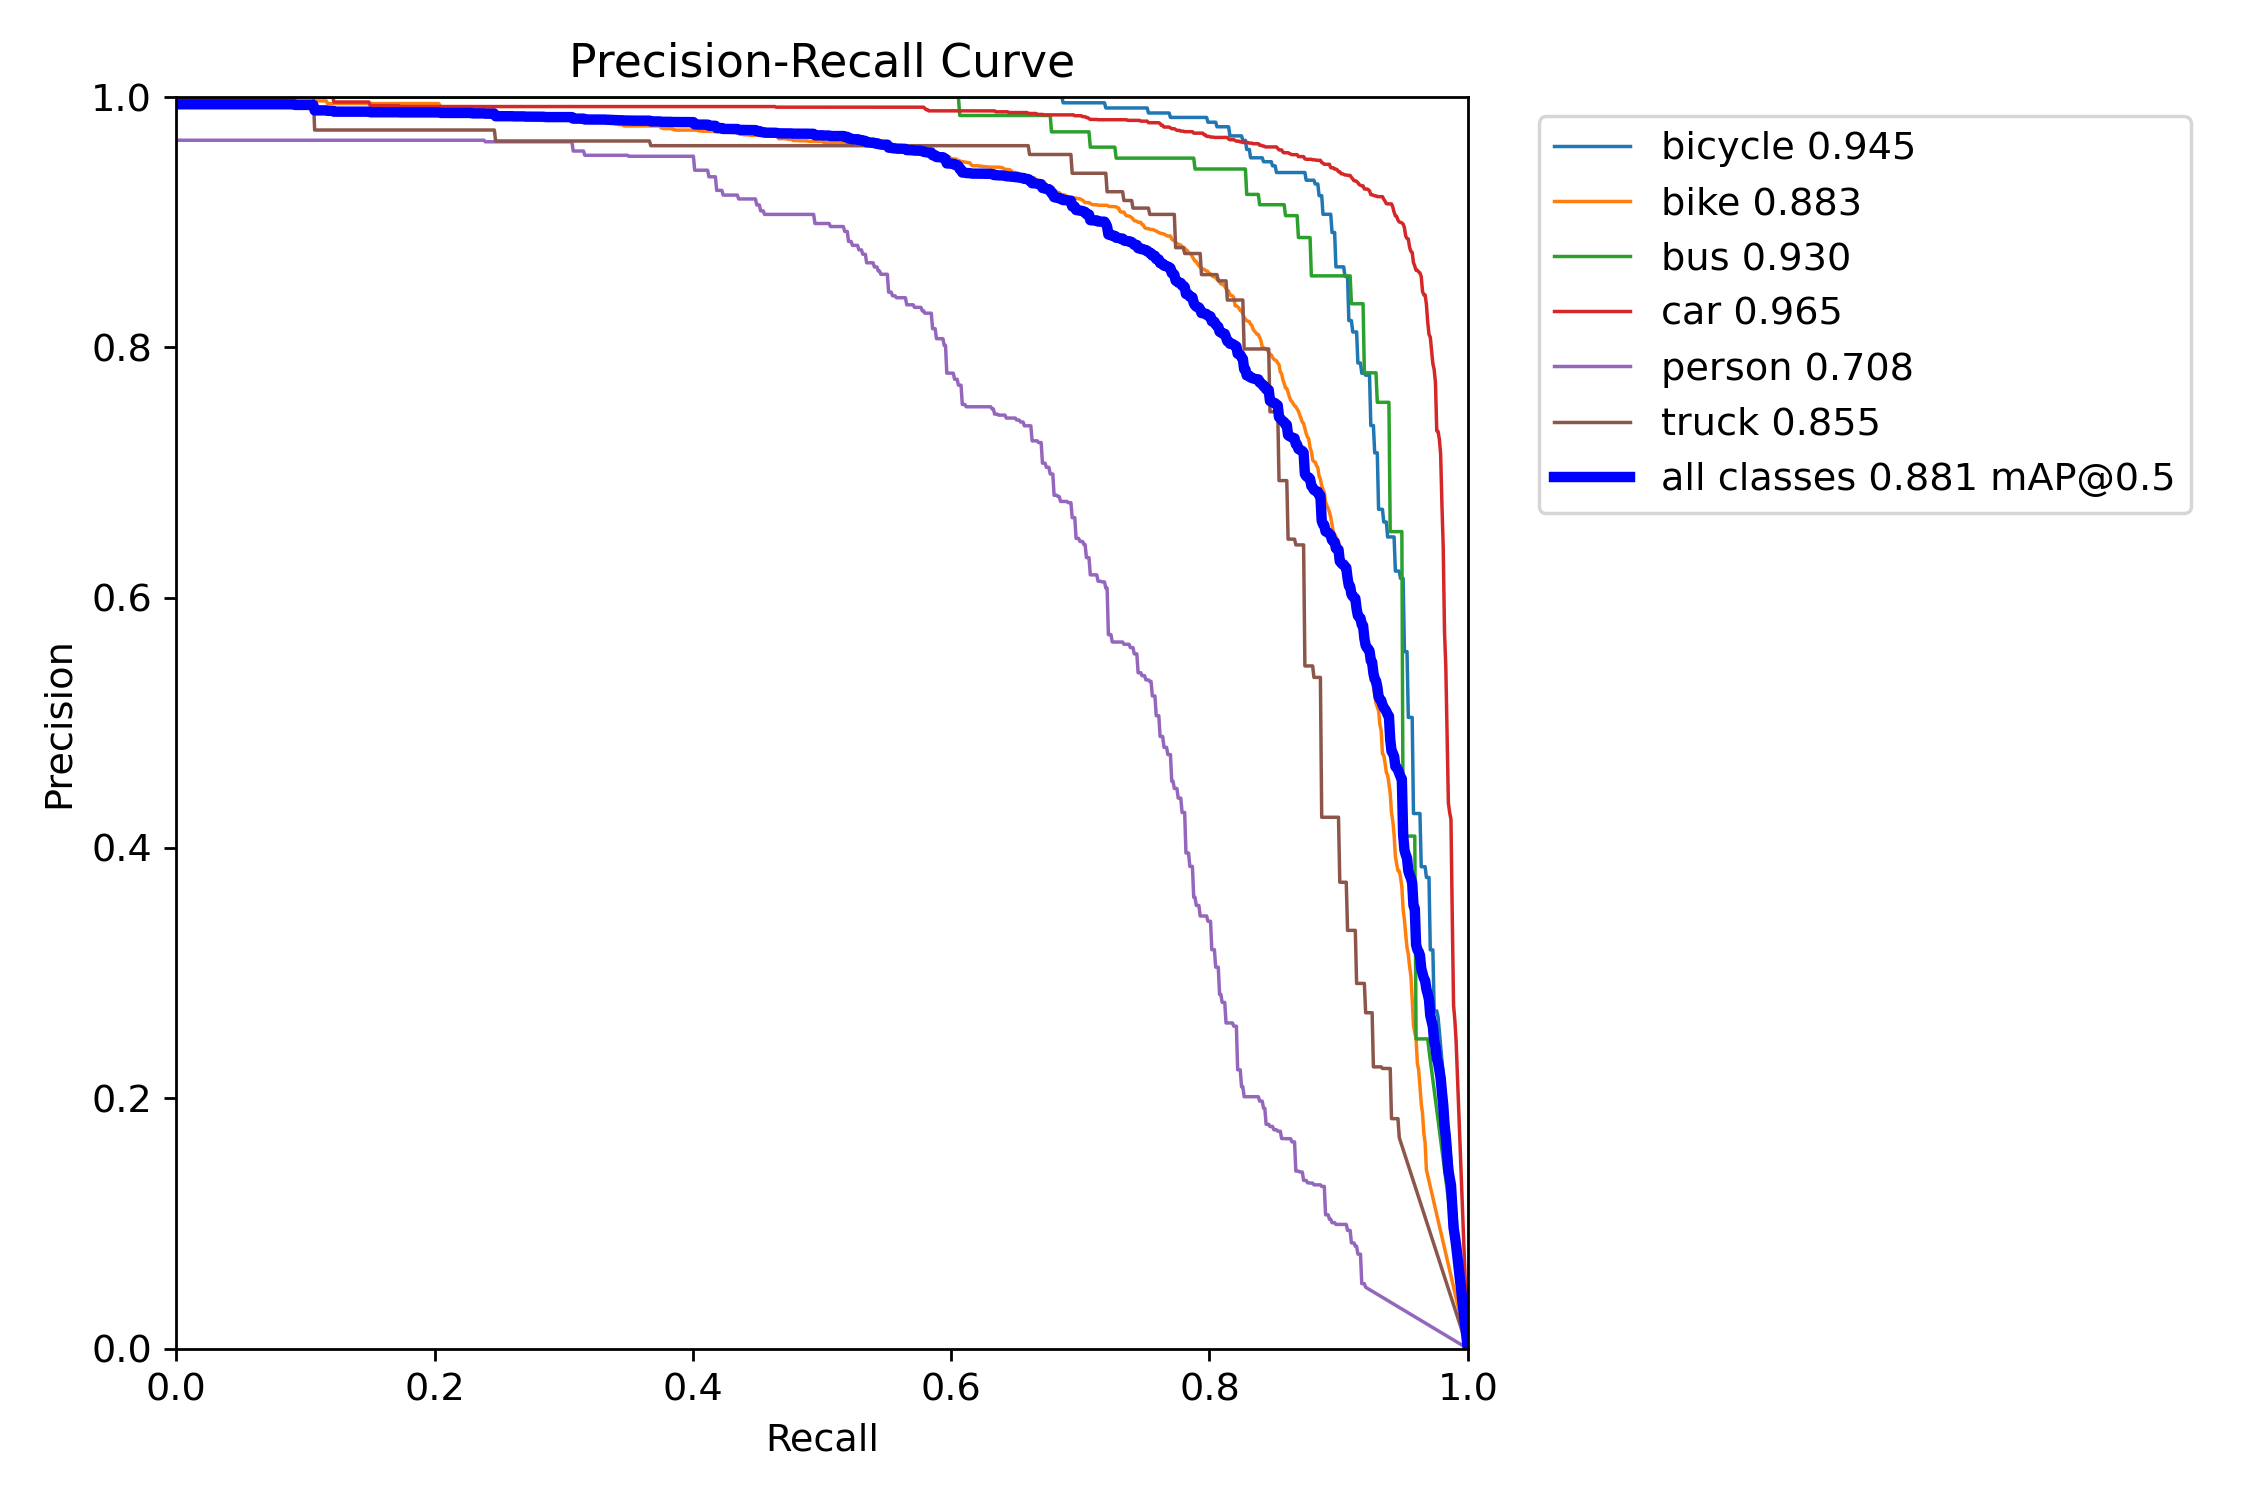 Precision-Recall Curve
1.0
0.8
0.6
0.4
0.2
0.0
Precision
0.0 0.2 0.4 0.6 0.8 1.0
Recall
bicycle 0.945
bike 0.883
bus 0.930
car 0.965
person 0.708
truck 0.855
all classes 0.881 mAP@0.5